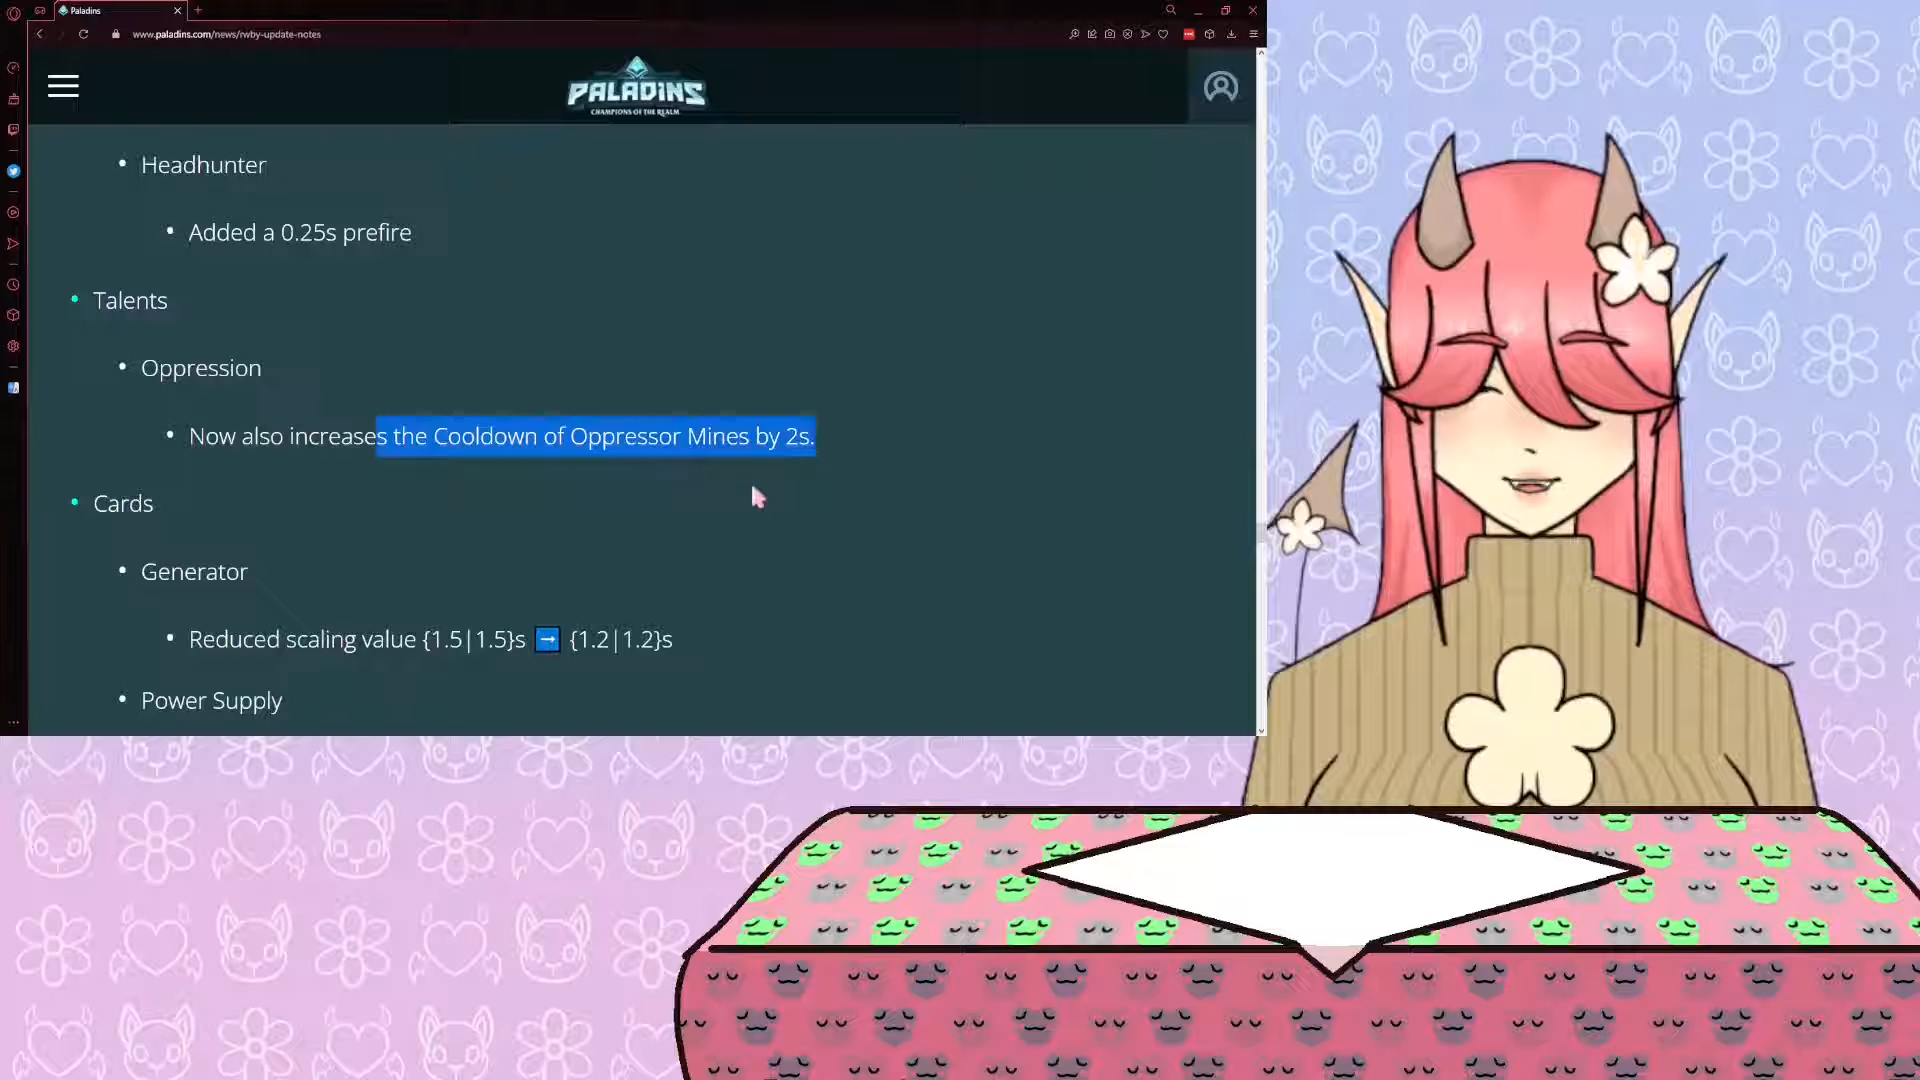 Paladins
www.paladins.com/news/rwby-update-notes
PALADINS
CHAMPIONS OF THE REALM
• Headhunter
• Added a 0.25s prefire
• Talents
• Oppression
• Now also increases the Cooldown of Oppressor Mines by 2s.
• Cards
• Generator
• Reduced scaling value {1.5|1.5}s ➡ {1.2|1.2}s
• Power Supply